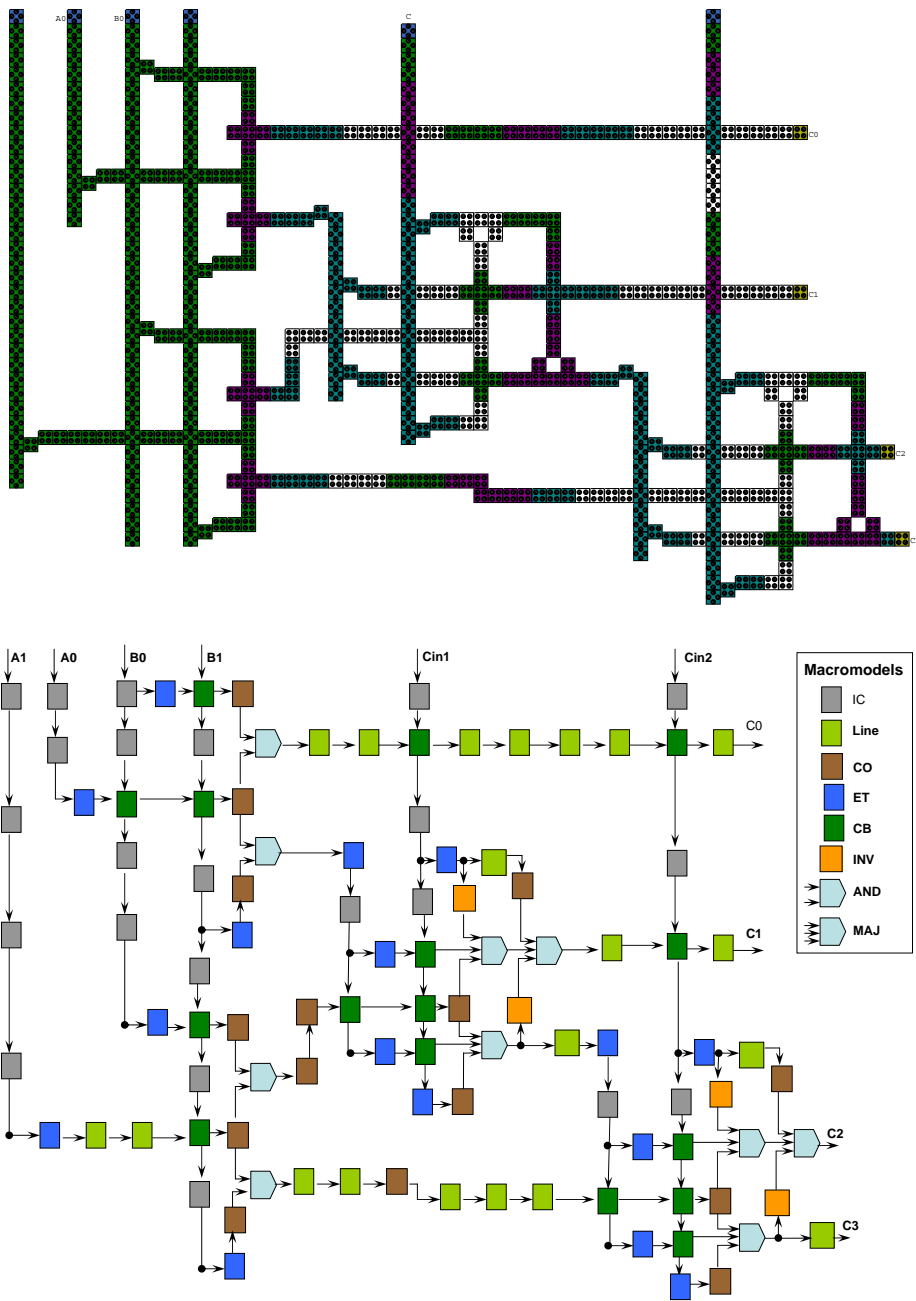 A0 B0 C
C0
C1
C2
C
A1 A0 B0 B1 Cin1 Cin2
Macromodels
IC
Line
CO
ET
CB
INV
AND
MAJ
C0
C1
C2
C3